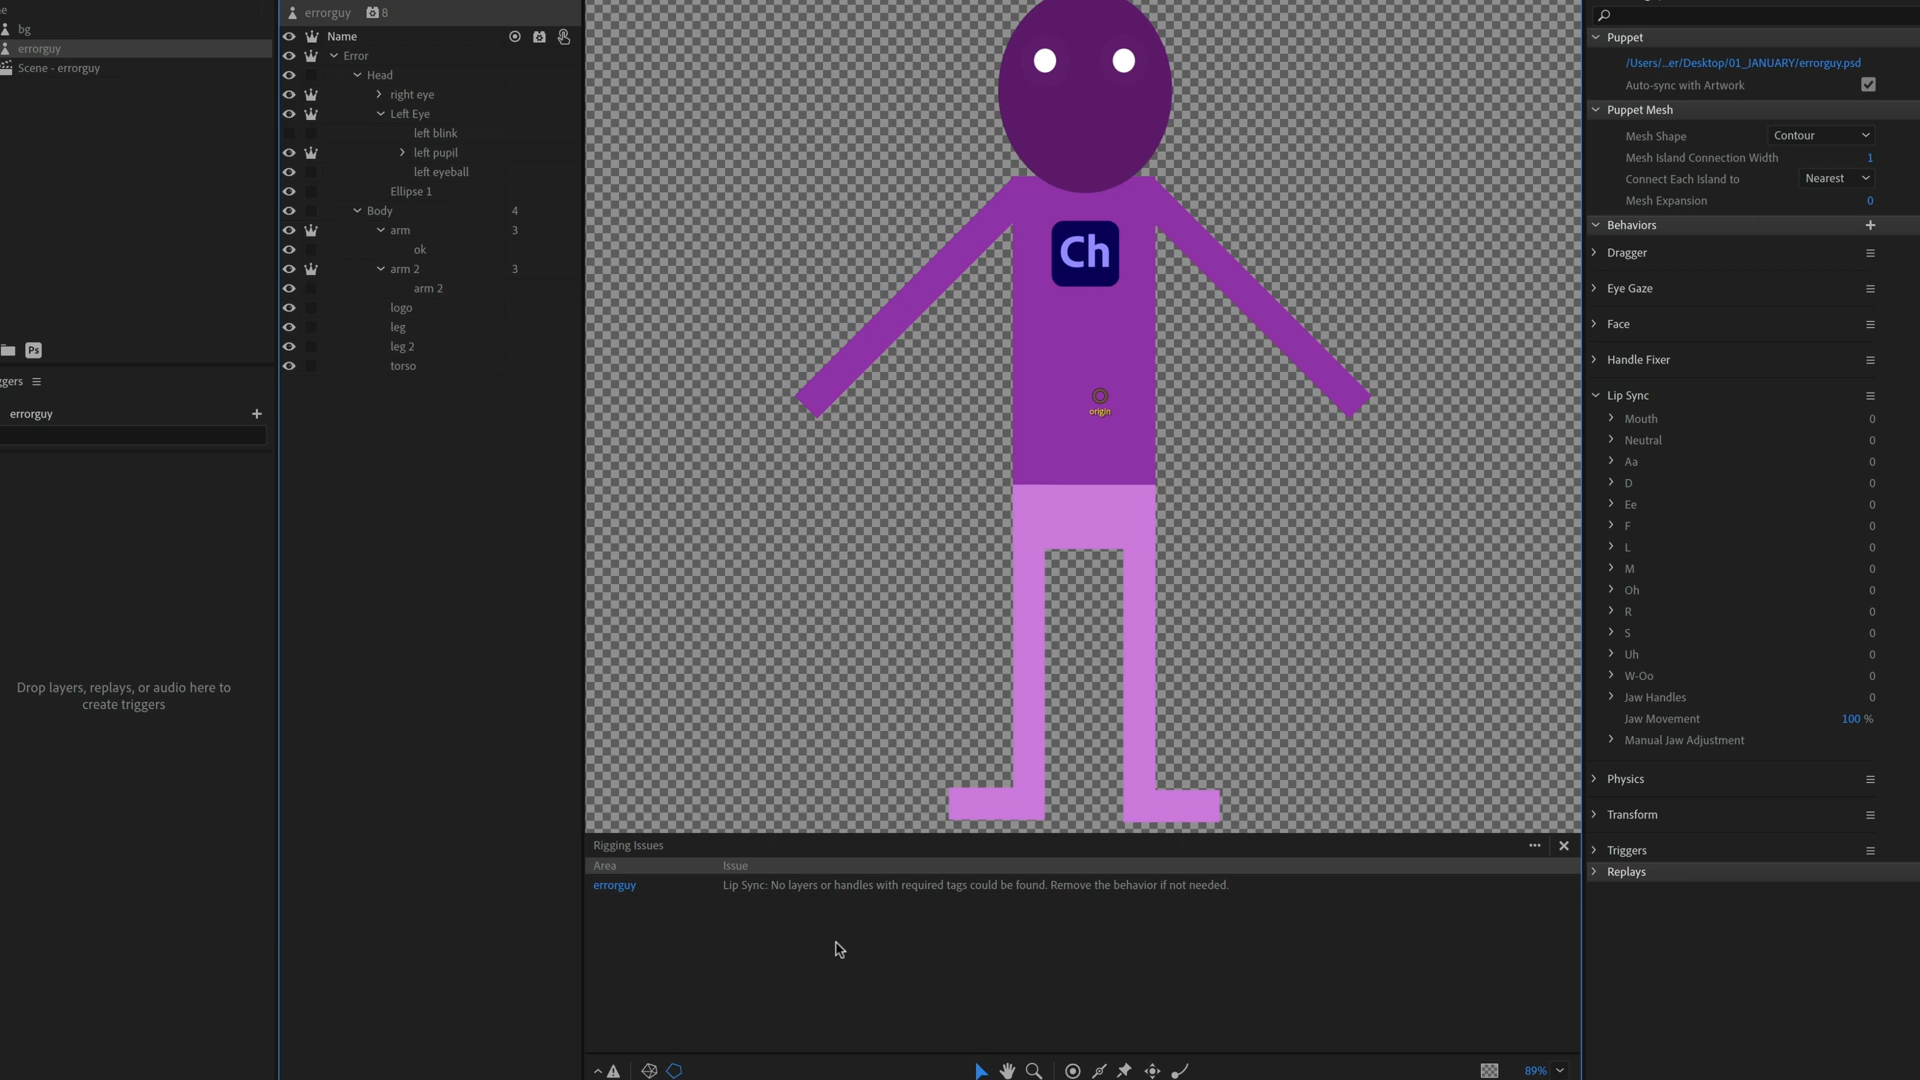 bg
errorguy
Scene - errorguy
Ps
ggers
errorguy
Drop layers, replays, or audio here to
create triggers
errorguy 8
Name
Error
Head
right eye
Left Eye
left blink
left pupil
left eyeball
Ellipse 1
Body 4
arm 3
ok
arm 2 3
arm 2
logo
leg
leg 2
torso
Ch
origin
Rigging Issues
Area Issue
errorguy Lip Sync: No layers or handles with required tags could be found. Remove the behavior if not needed.
89%
Puppet
/Users/...er/Desktop/01_JANUARY/errorguy.psd
Auto-sync with Artwork
Puppet Mesh
Mesh Shape Contour
Mesh Island Connection Width 1
Connect Each Island to Nearest
Mesh Expansion 0
Behaviors
Dragger
Eye Gaze
Face
Handle Fixer
Lip Sync
Mouth 0
Neutral 0
Aa 0
D 0
Ee 0
F 0
L 0
M 0
Oh 0
R 0
S 0
Uh 0
W-Oo 0
Jaw Handles 0
Jaw Movement 100 %
Manual Jaw Adjustment
Physics
Transform
Triggers
Replays